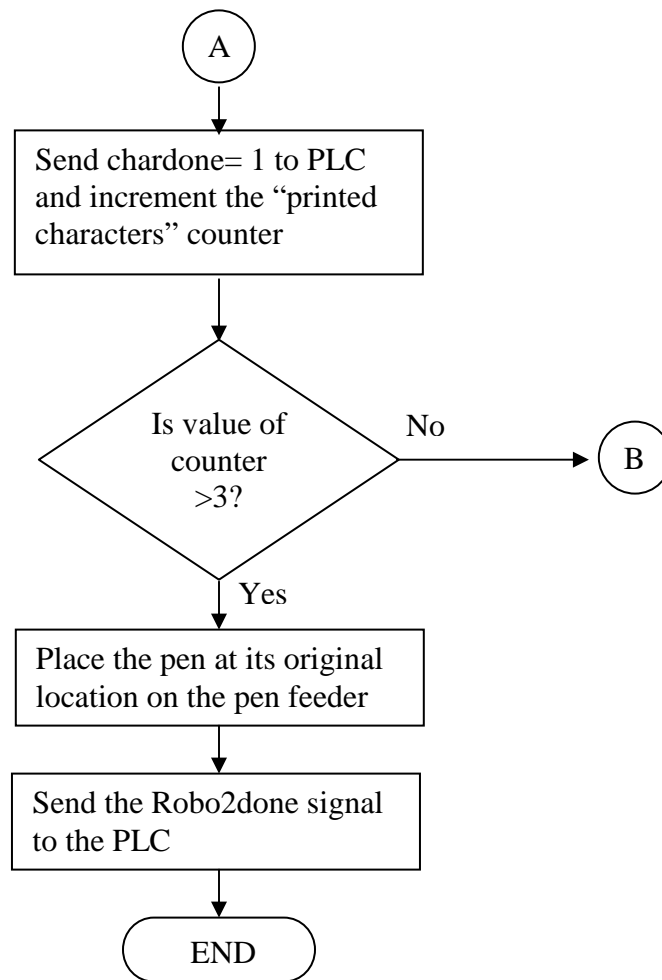 A
Send chardone= 1 to PLC
and increment the “printed
characters” counter
Is value of
counter
>3?
No
B
Yes
Place the pen at its original
location on the pen feeder
Send the Robo2done signal
to the PLC
END